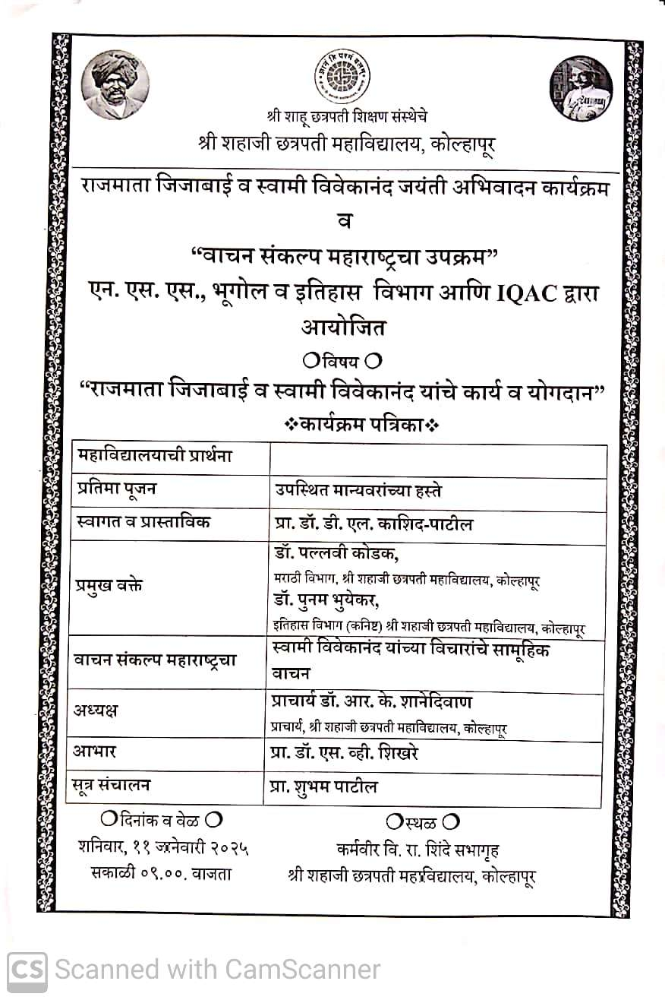 ज्ञानं हि परमं बलम्
श्री शाहू छत्रपती शिक्षण संस्थेचे
श्री शहाजी छत्रपती महाविद्यालय, कोल्हापूर
राजमाता जिजाबाई व स्वामी विवेकानंद जयंती अभिवादन कार्यक्रम
व
“वाचन संकल्प महाराष्ट्रचा उपक्रम”
एन. एस. एस., भूगोल व इतिहास विभाग आणि IQAC द्वारा
आयोजित
विषय
“राजमाता जिजाबाई व स्वामी विवेकानंद यांचे कार्य व योगदान”
❖कार्यक्रम पत्रिका❖
महाविद्यालयाची प्रार्थना
प्रतिमा पूजन उपस्थित मान्यवरांच्या हस्ते
स्वागत व प्रास्ताविक प्रा. डॉ. डी. एल. काशिद-पाटील
प्रमुख वक्ते डॉ. पल्लवी कोडक,
मराठी विभाग, श्री शहाजी छत्रपती महाविद्यालय, कोल्हापूर
डॉ. पुनम भुयेकर,
इतिहास विभाग (कनिष्ट) श्री शहाजी छत्रपती महाविद्यालय, कोल्हापूर
वाचन संकल्प महाराष्ट्रचा स्वामी विवेकानंद यांच्या विचारांचे सामूहिक
वाचन
अध्यक्ष प्राचार्य डॉ. आर. के. शानेदिवाण
प्राचार्य, श्री शहाजी छत्रपती महाविद्यालय, कोल्हापूर
आभार प्रा. डॉ. एस. व्ही. शिखरे
सूत्र संचालन प्रा. शुभम पाटील
दिनांक व वेळ
शनिवार, ११ जानेवारी २०२५
सकाळी ०९.००. वाजता
स्थळ
कर्मवीर वि. रा. शिंदे सभागृह
श्री शहाजी छत्रपती महाविद्यालय, कोल्हापूर
CS Scanned with CamScanner